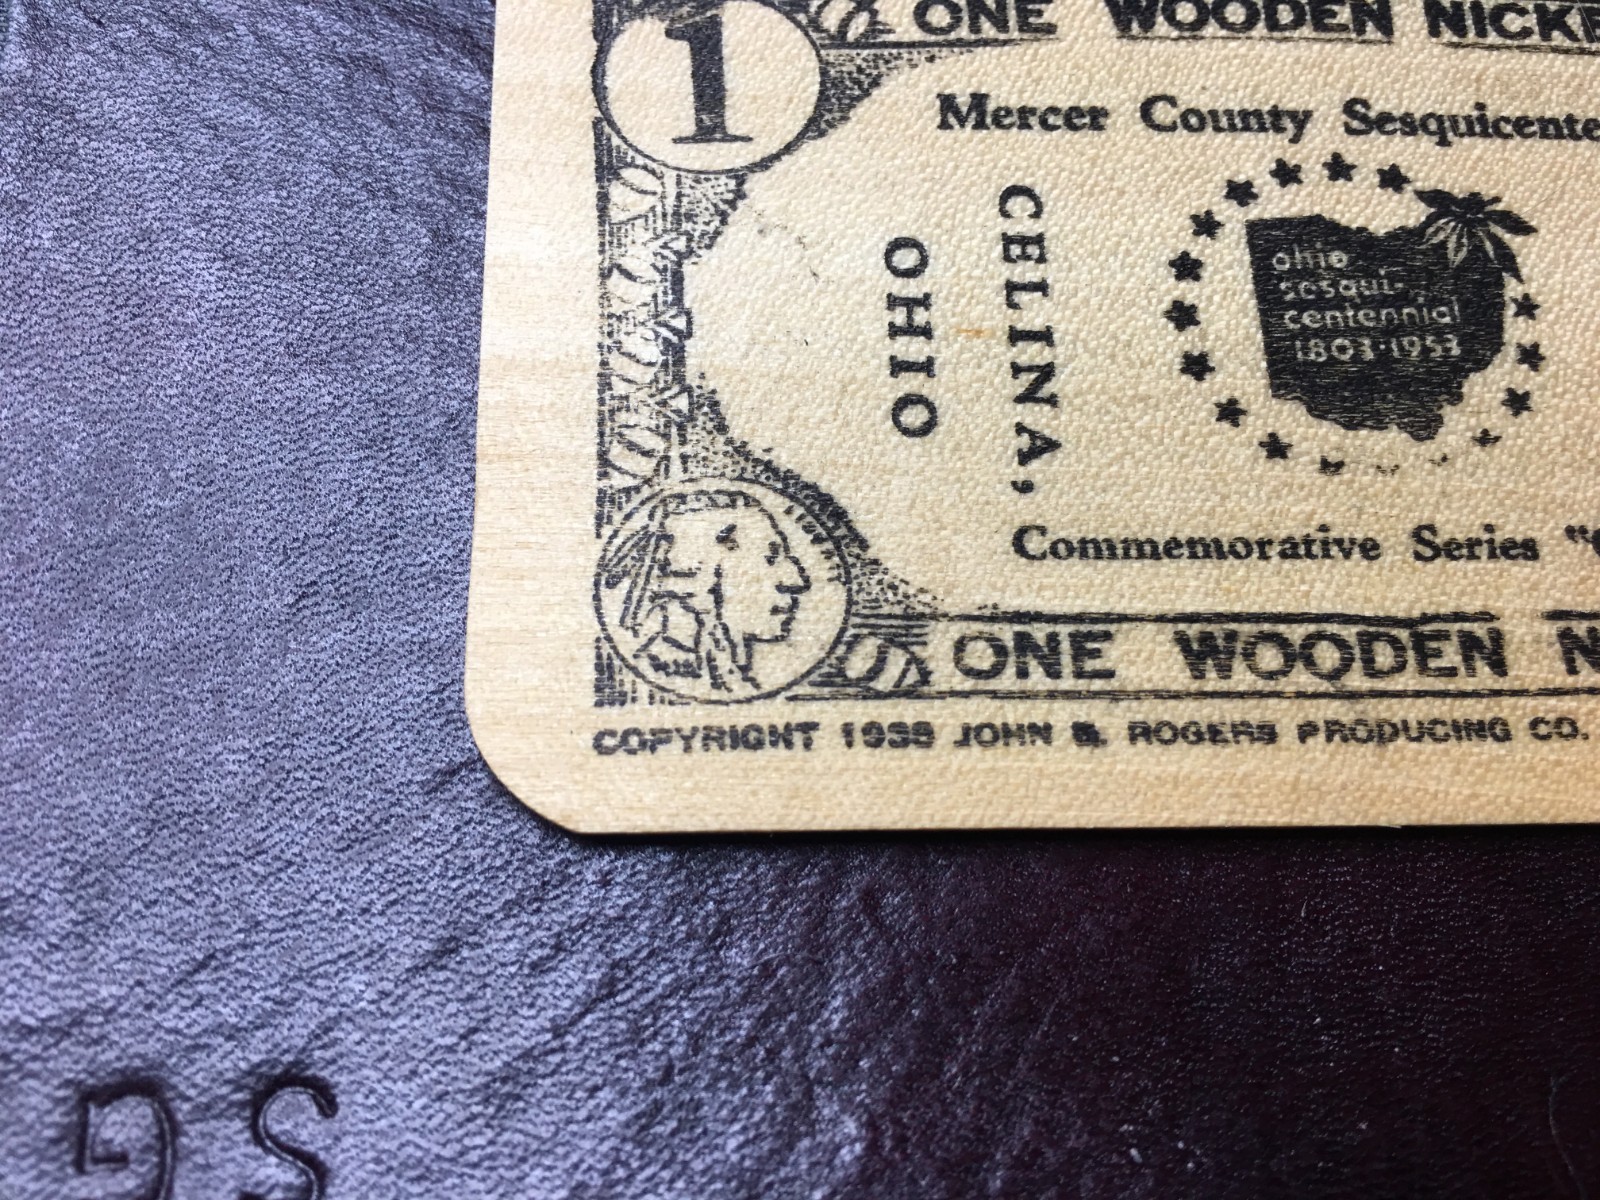 1
ONE WOODEN NICKE
Mercer County Sesquicente
CELINA,
OHIO
ohio
sesqui-
centennial
1803·1953
Commemorative Series "
ONE WOODEN N
COPYRIGHT JOHN ROGERS PRODUCING CO.
S